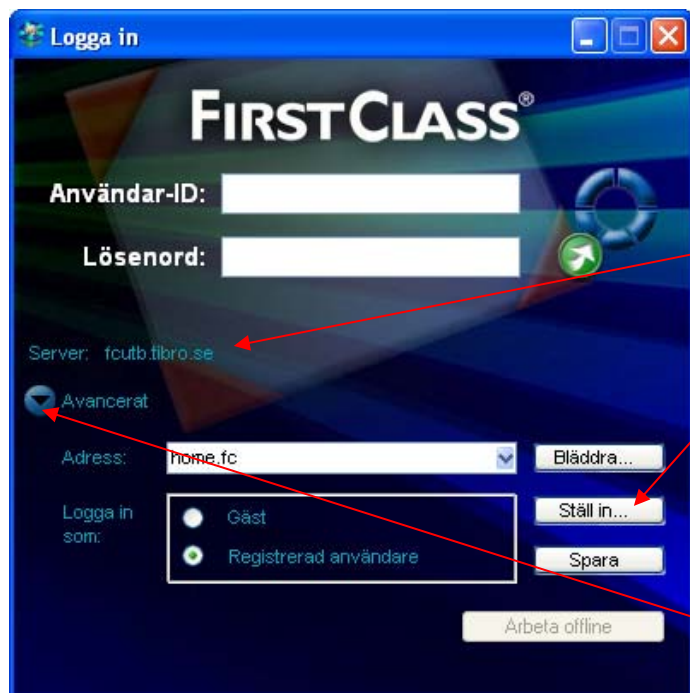 Logga in
FIRSTCLASS®
Användar-ID:
Lösenord:
Server: fcutb.tibro.se
Avancerat
Adress: home.fc Bläddra...
Logga in som:
Gäst
Registrerad användare
Ställ in...
Spara
Arbeta offline